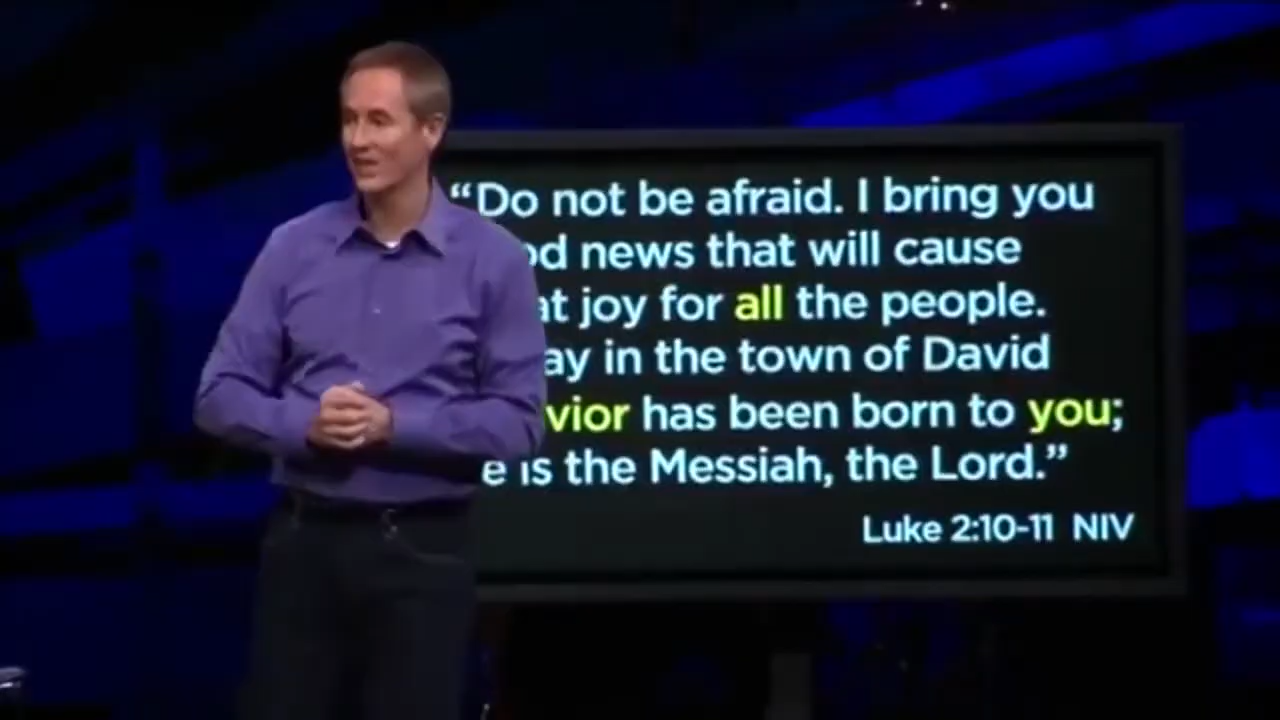 “Do not be afraid. I bring you
od news that will cause
at joy for all the people.
ay in the town of David
vior has been born to you;
e is the Messiah, the Lord.”
Luke 2:10-11 NIV